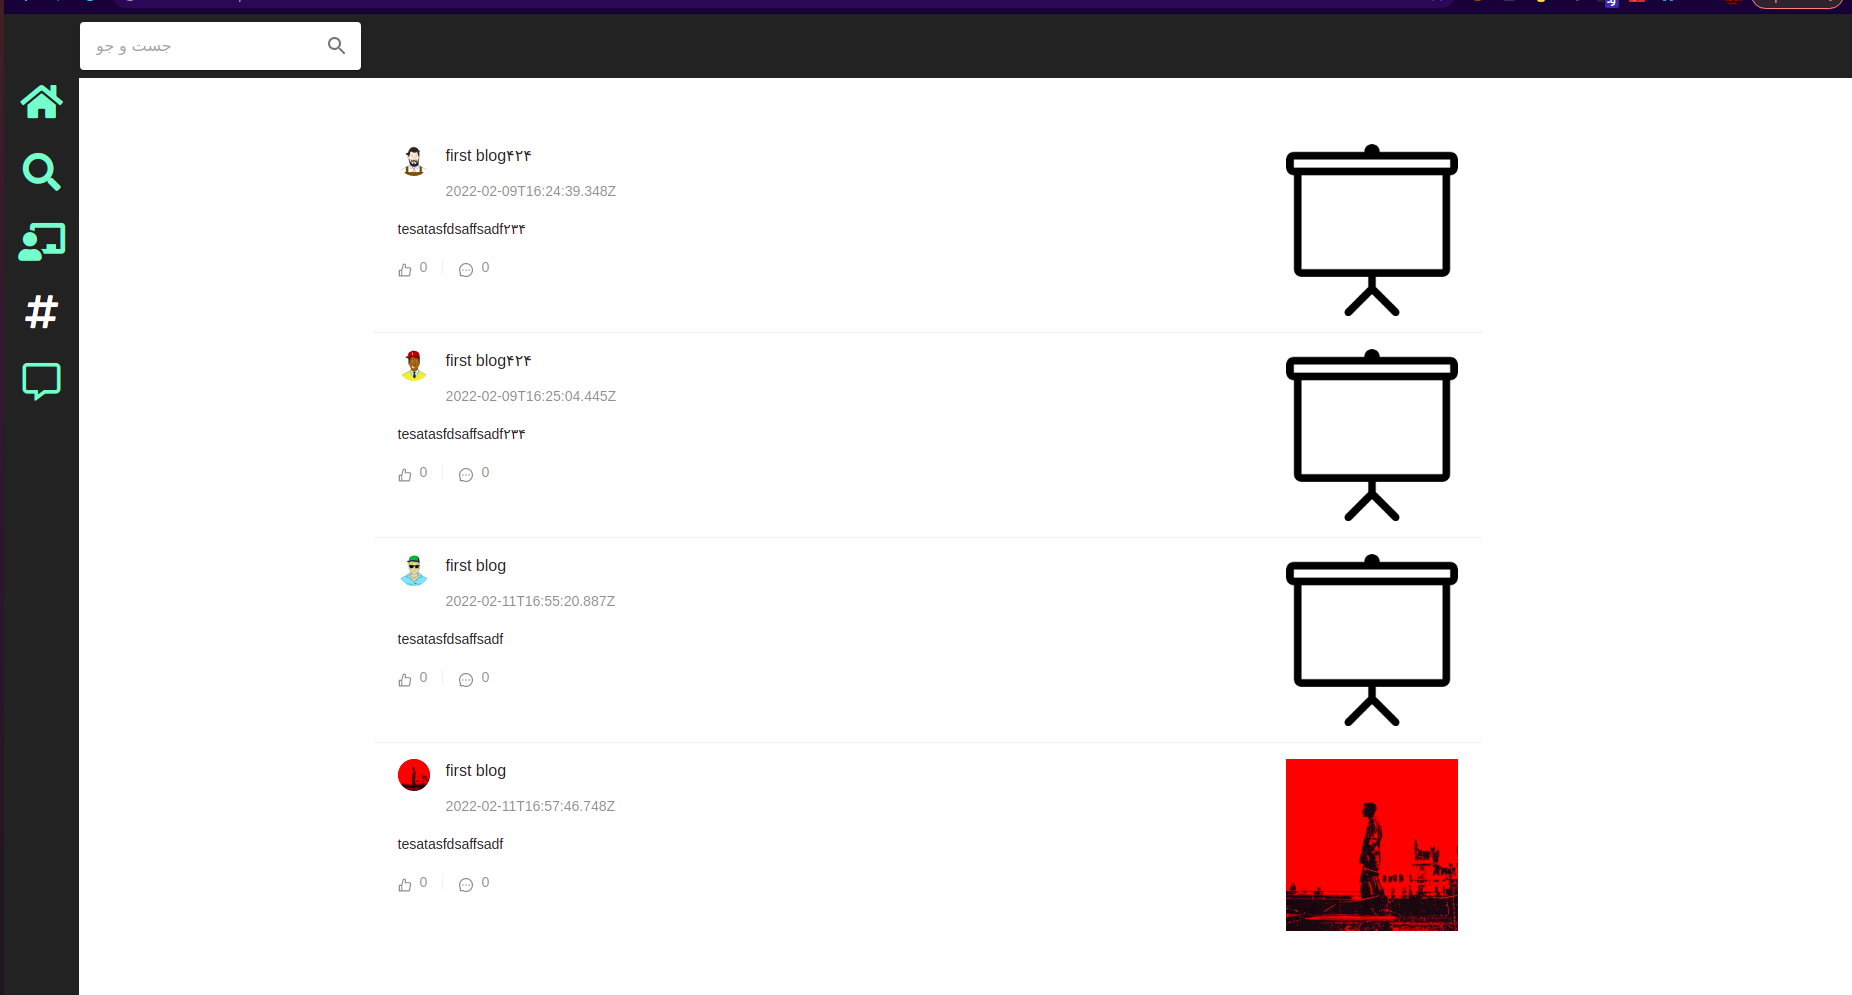 جست و جو
first blog۴۲۴
2022-02-09T16:24:39.348Z
tesatasfdsaffsadf۲۳۴
0 0
first blog۴۲۴
2022-02-09T16:25:04.445Z
tesatasfdsaffsadf۲۳۴
0 0
first blog
2022-02-11T16:55:20.887Z
tesatasfdsaffsadf
0 0
first blog
2022-02-11T16:57:46.748Z
tesatasfdsaffsadf
0 0